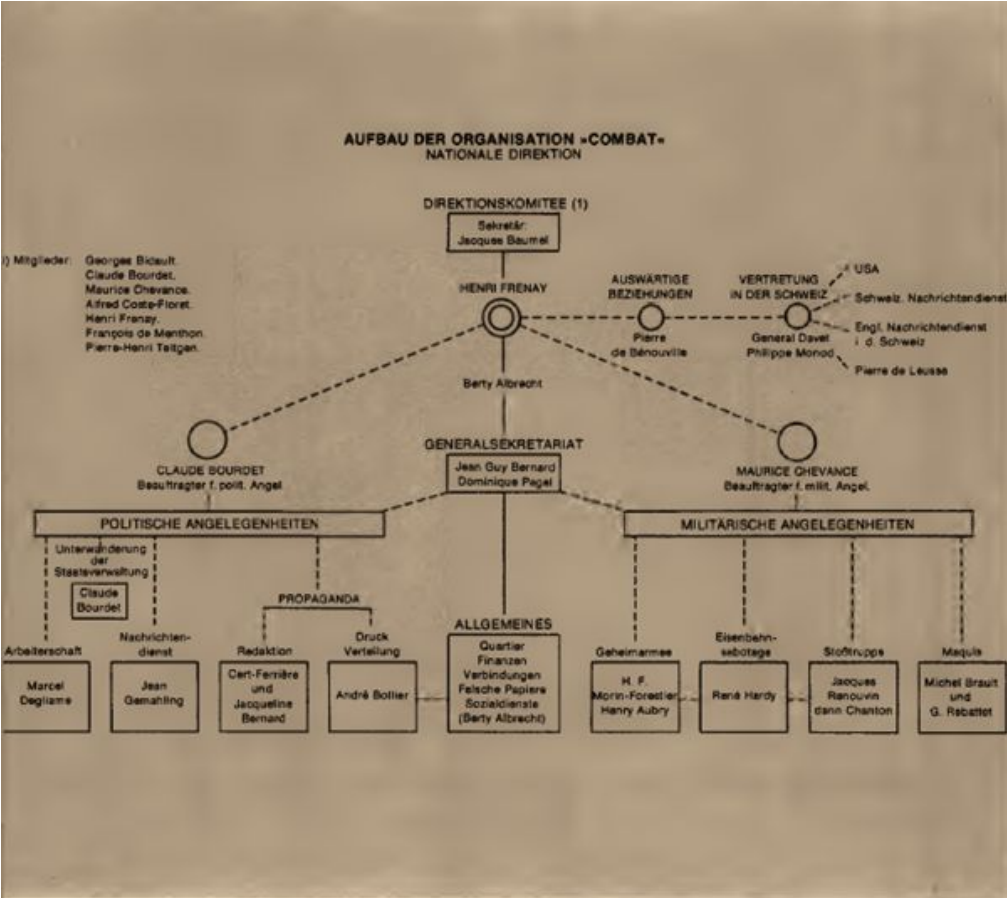 AUFBAU DER ORGANISATION »COMBAT«
NATIONALE DIREKTION
DIREKTIONSKOMITEE (1)
Sekretär:
Jacques Baumel
) Mitglieder: Georges Bidault.
Claude Bourdet.
Maurice Chevance.
Alfred Coste-Floret.
Henri Frenay.
François de Menthon.
Pierre-Henri Teitgen.
HENRI FRENAY
AUSWÄRTIGE
BEZIEHUNGEN
Pierre
de Bénouville
VERTRETUNG
IN DER SCHWEIZ
General Davet
Philippe Monod
USA
Schweiz. Nachrichtendienst
Engl. Nachrichtendienst
i. d. Schweiz
Pierre de Leusse
Berty Albrecht
CLAUDE BOURDET
Beauftragter f. polit. Angel.
GENERALSEKRETARIAT
Jean Guy Bernard
Dominique Pagel
MAURICE CHEVANCE
Beauftragter f. milit. Angel.
POLITISCHE ANGELEGENHEITEN
MILITÄRISCHE ANGELEGENHEITEN
Unterwanderung
der
Staatsverwaltung
Claude
Bourdet
PROPAGANDA
Arbeiterschaft
Marcel
Degliame
Nachrichten-
dienst
Jean
Gemahling
Redaktion
Cert-Ferrière
und
Jacqueline
Bernard
Druck
Verteilung
André Bollier
ALLGEMEINES
Quartier
Finanzen
Verbindungen
Falsche Papiere
Sozialdienste
(Berty Albrecht)
Geheimarmee
H. F.
Morin-Forestier
Henry Aubry
Eisenbahn-
sabotage
René Hardy
Stoßtrupps
Jacques
Renouvin
dann Chanton
Maquis
Michel Brault
und
G. Rebattet